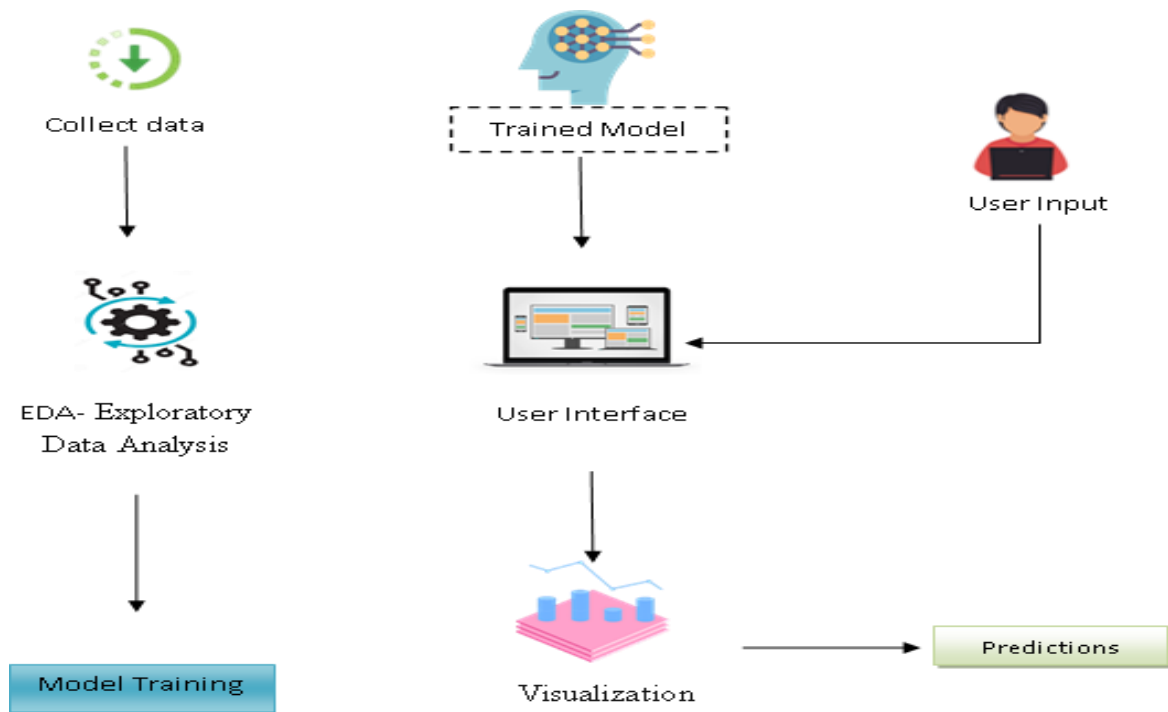 Collect data
EDA- Exploratory
Data Analysis
Model Training
Trained Model
User Interface
Visualization
User Input
Predictions